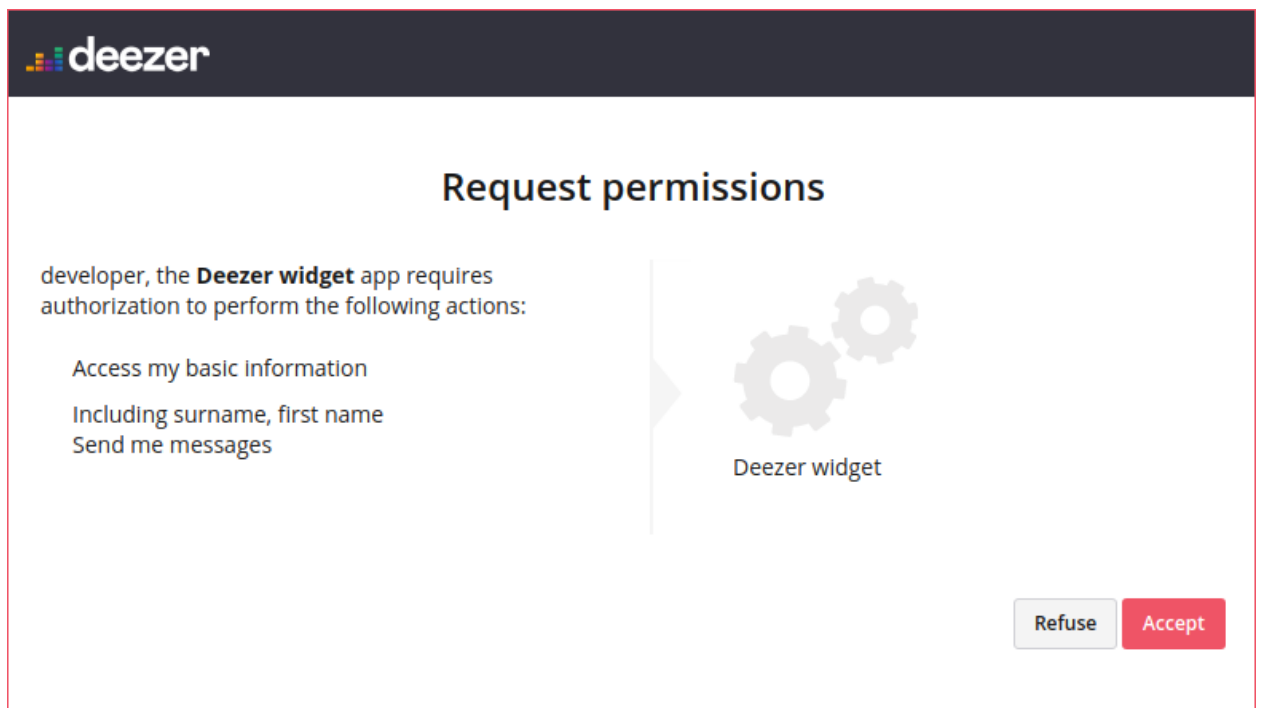 deezer
Request permissions
developer, the Deezer widget app requires
authorization to perform the following actions:
Access my basic information
Including surname, first name
Send me messages
Deezer widget
Refuse
Accept